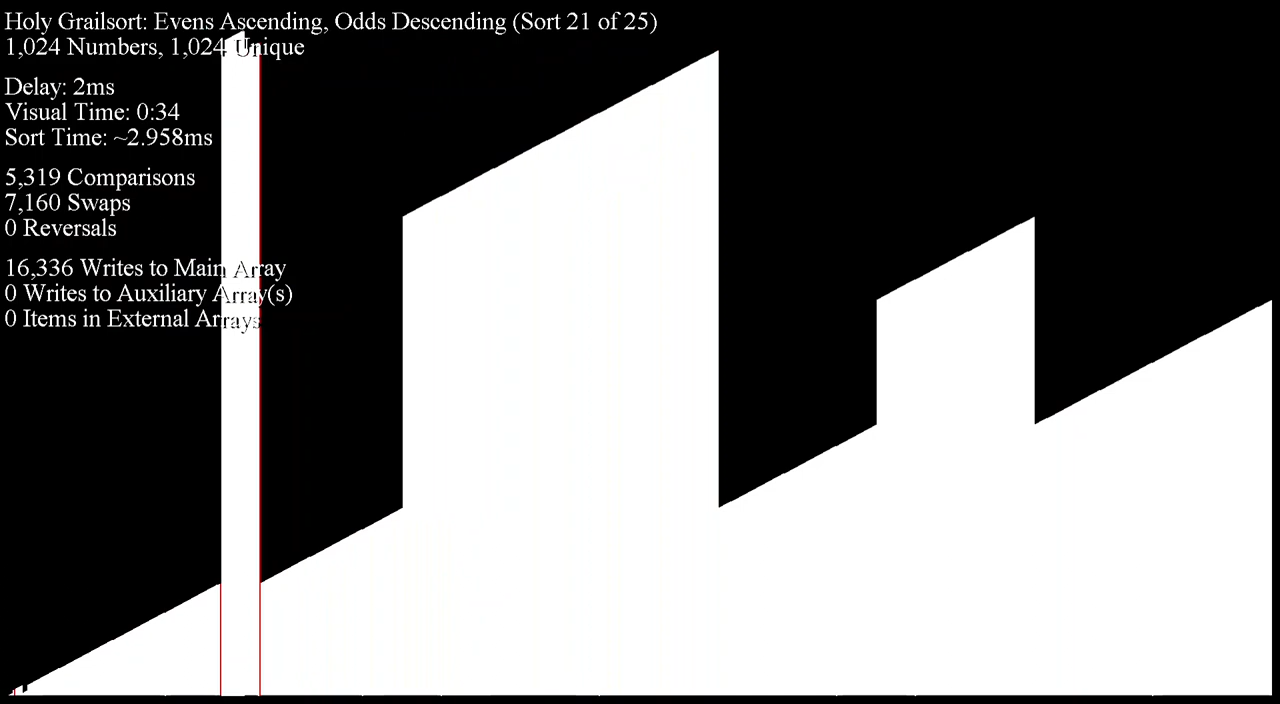 Holy Grailsort: Evens Ascending, Odds Descending (Sort 21 of 25)
1,024 Numbers, 1,024 Unique
Delay: 2ms
Visual Time: 0:34
Sort Time: ~2.958ms
5,319 Comparisons
7,160 Swaps
0 Reversals
16,336 Writes to Main Array
0 Writes to Auxiliary Array(s)
0 Items in External Arrays